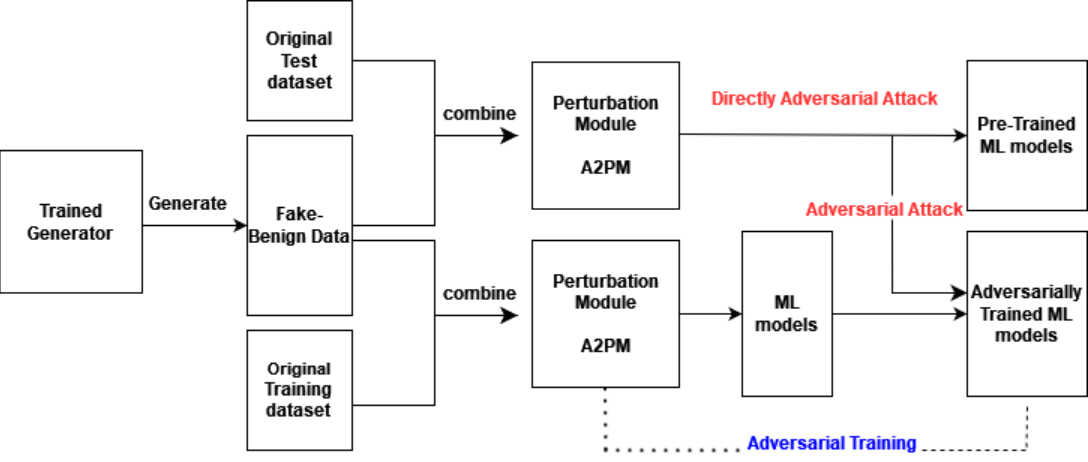 Original
Test
dataset
combine
Perturbation
Module
A2PM
Directly Adversarial Attack
Pre-Trained
ML models
Trained
Generator
Generate
Fake-
Benign Data
Adversarial Attack
combine
Perturbation
Module
A2PM
ML
models
Adversarially
Trained ML
models
Original
Training
dataset
Adversarial Training